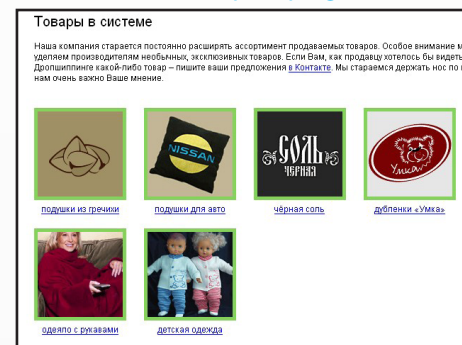 Товары в системе
Наша компания старается постоянно расширять ассортимент продаваемых товаров. Особое внимание м
уделяем производителям необычных, эксклюзивных товаров. Если Вам, как продавцу хотелось бы видеть
Дропшиппинге какой-либо товар – пишите ваши предложения в Контакте. Мы стараемся держать нос по
нам очень важно Ваше мнение.
NISSAN
СОЛЬ
ЧЕРНАЯ
Умка
подушки из гречихи
подушки для авто
чёрная соль
дубленки «Умка»
одеяло с рукавами
детская одежда